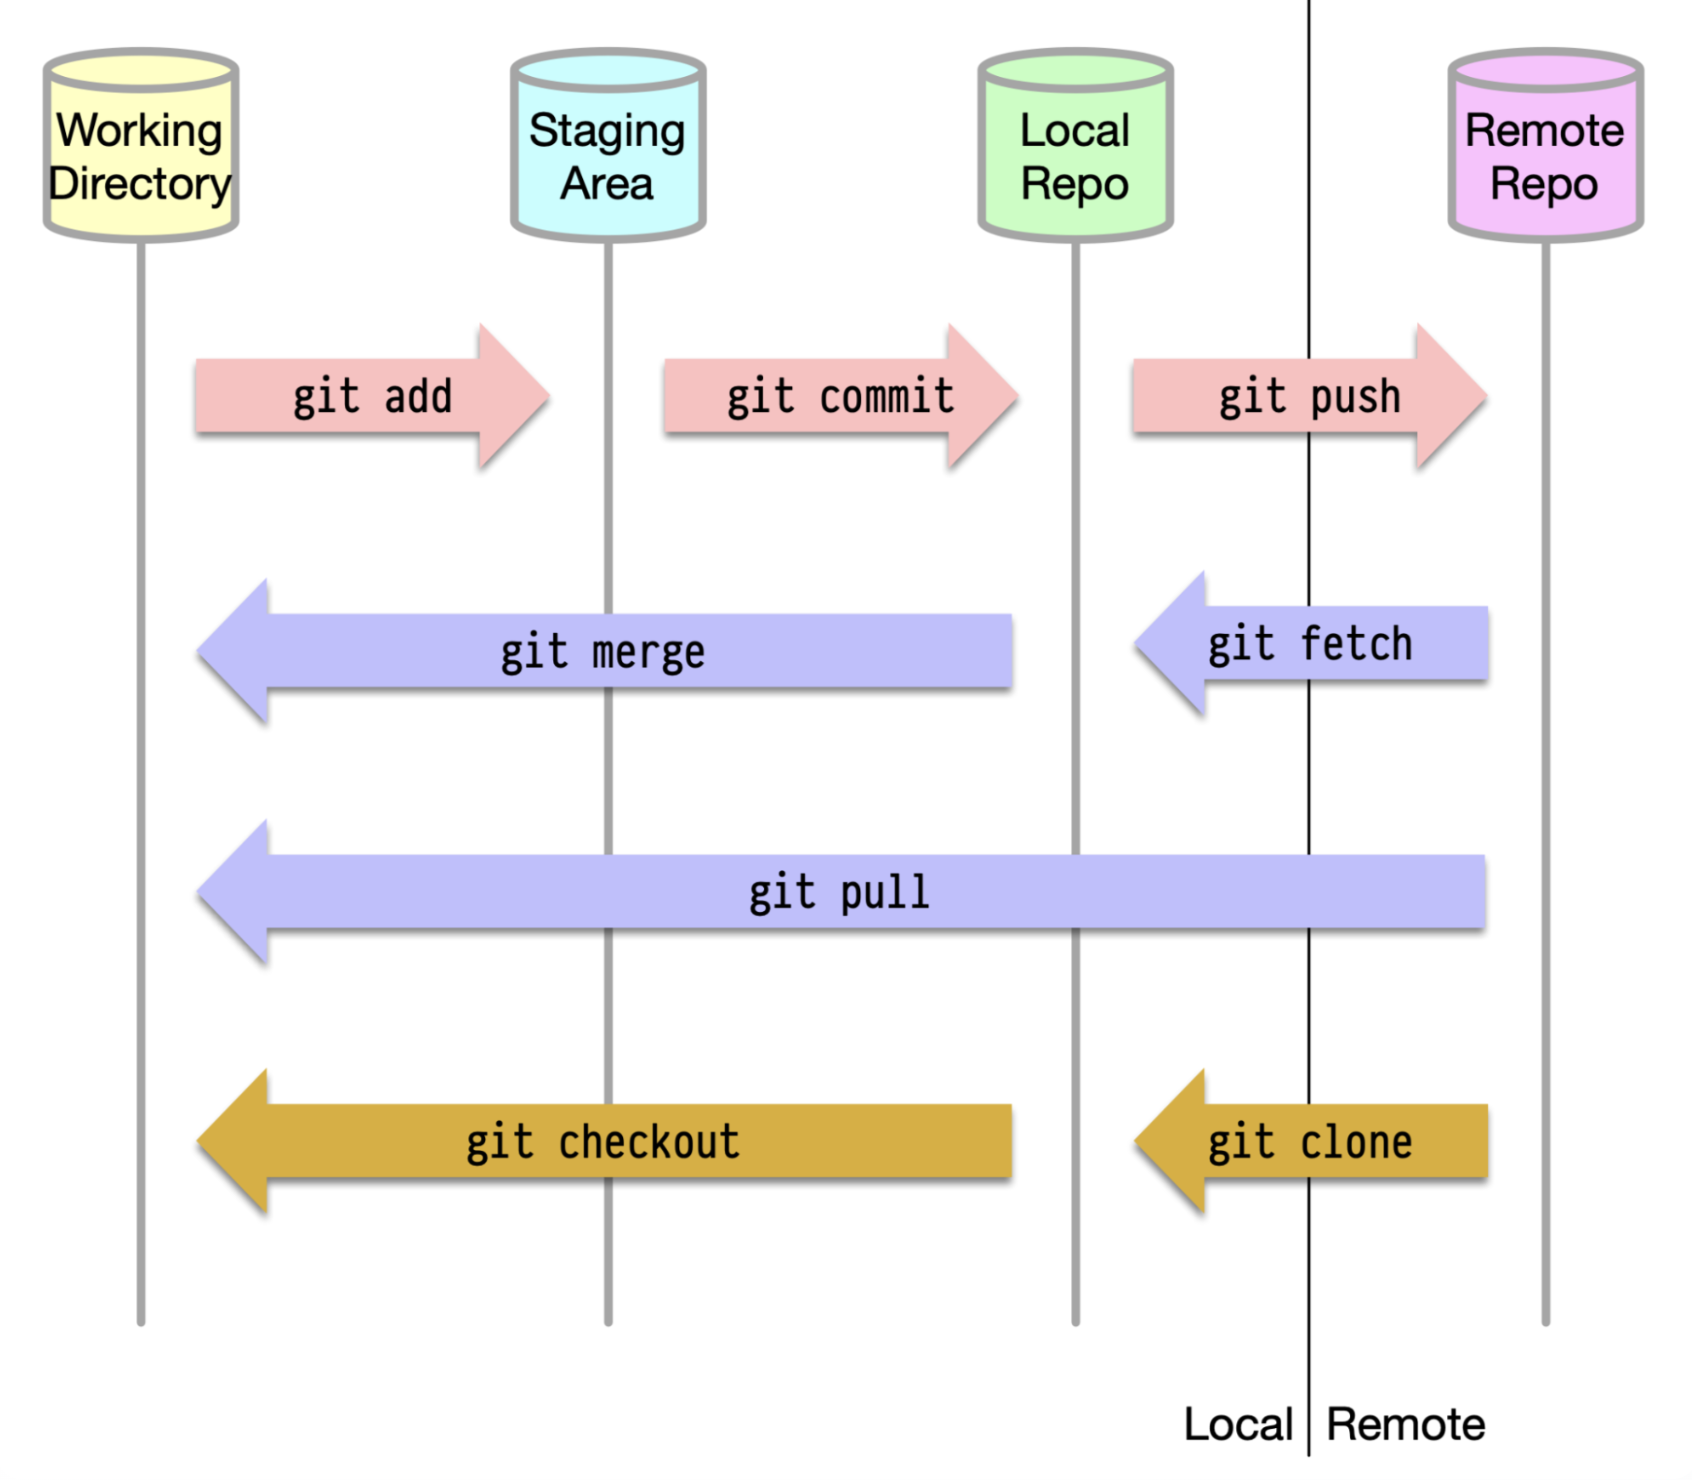 Working
Directory
Staging
Area
Local
Repo
Remote
Repo
git add
git commit
git push
git merge
git fetch
git pull
git checkout
git clone
Local
Remote